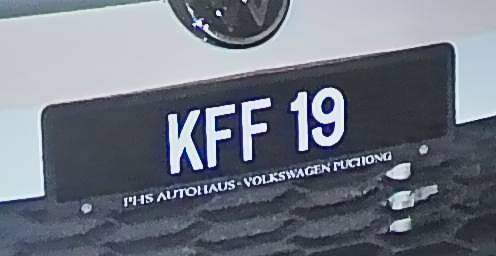 KFF 19
PHS AUTOHAUS - VOLKSWAGEN PUCHONG